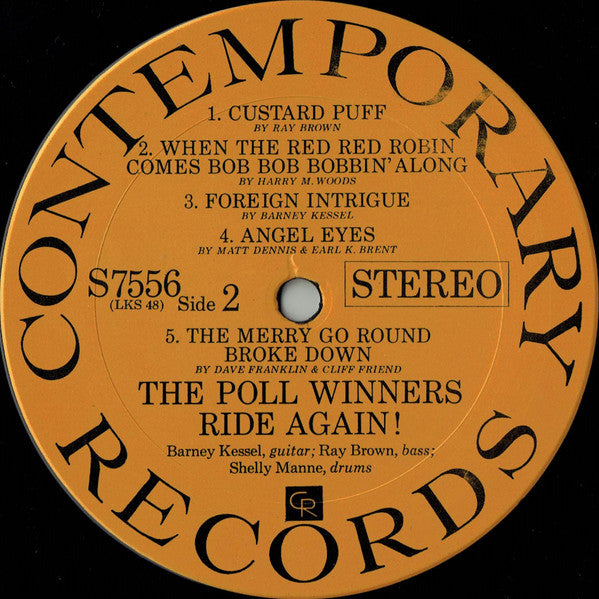 CONTEMPORARY
1. CUSTARD PUFF
BY RAY BROWN
2. WHEN THE RED RED ROBIN
COMES BOB BOB BOBBIN' ALONG
BY HARRY M. WOODS
3. FOREIGN INTRIGUE
BY BARNEY KESSEL
4. ANGEL EYES
BY MATT DENNIS & EARL K. BRENT
S7556
(LKS 48) Side 2
STEREO
5. THE MERRY GO ROUND
BROKE DOWN
BY DAVE FRANKLIN & CLIFF FRIEND
THE POLL WINNERS
RIDE AGAIN!
Barney Kessel, guitar; Ray Brown, bass;
Shelly Manne, drums
CR
RECORDS